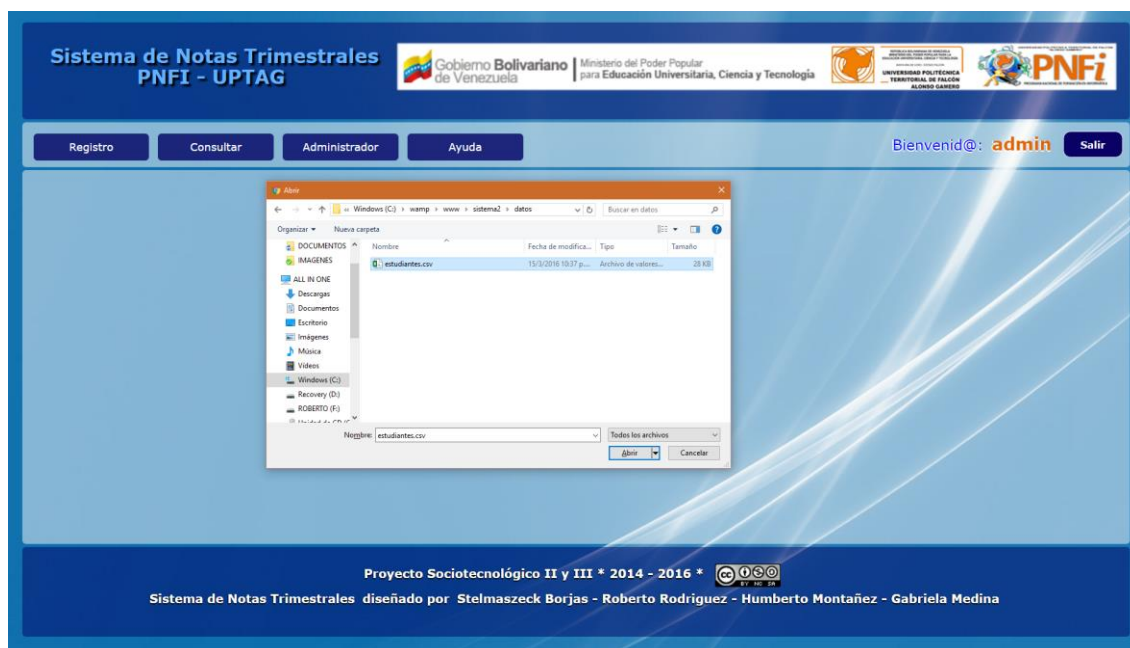 Sistema de Notas Trimestrales
PNFI - UPTAG
Gobierno Bolivariano
de Venezuela
Ministerio del Poder Popular
para Educación Universitaria, Ciencia y Tecnología
UNIVERSIDAD POLITÉCNICA
TERRITORIAL DE FALCÓN
ALONSO GAMERO
PNFi
Registro
Consultar
Administrador
Ayuda
Bienvenid@: admin
Salir
Abrir
« Windows (C:) › wamp › www › sistema2 › datos
Buscar en datos
Organizar
Nueva carpeta
DOCUMENTOS
IMAGENES
ALL IN ONE
Descargas
Documentos
Escritorio
Imágenes
Música
Vídeos
Windows (C:)
Recovery (D:)
ROBERTO (F:)
Nombre
Fecha de modifica...
Tipo
Tamaño
estudiantes.csv
15/3/2016 10:37 p....
Archivo de valores...
28 KB
Nombre: estudiantes.csv
Todos los archivos
Abrir
Cancelar
Proyecto Sociotecnológico II y III * 2014 - 2016 *
cc
BY NC SA
Sistema de Notas Trimestrales diseñado por Stelmaszeck Borjas - Roberto Rodriguez - Humberto Montañez - Gabriela Medina